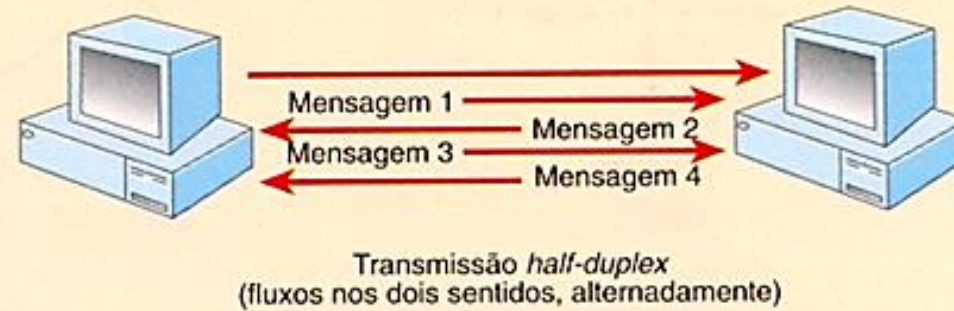 Mensagem 1
Mensagem 2
Mensagem 3
Mensagem 4
Transmissão half-duplex
(fluxos nos dois sentidos, alternadamente)